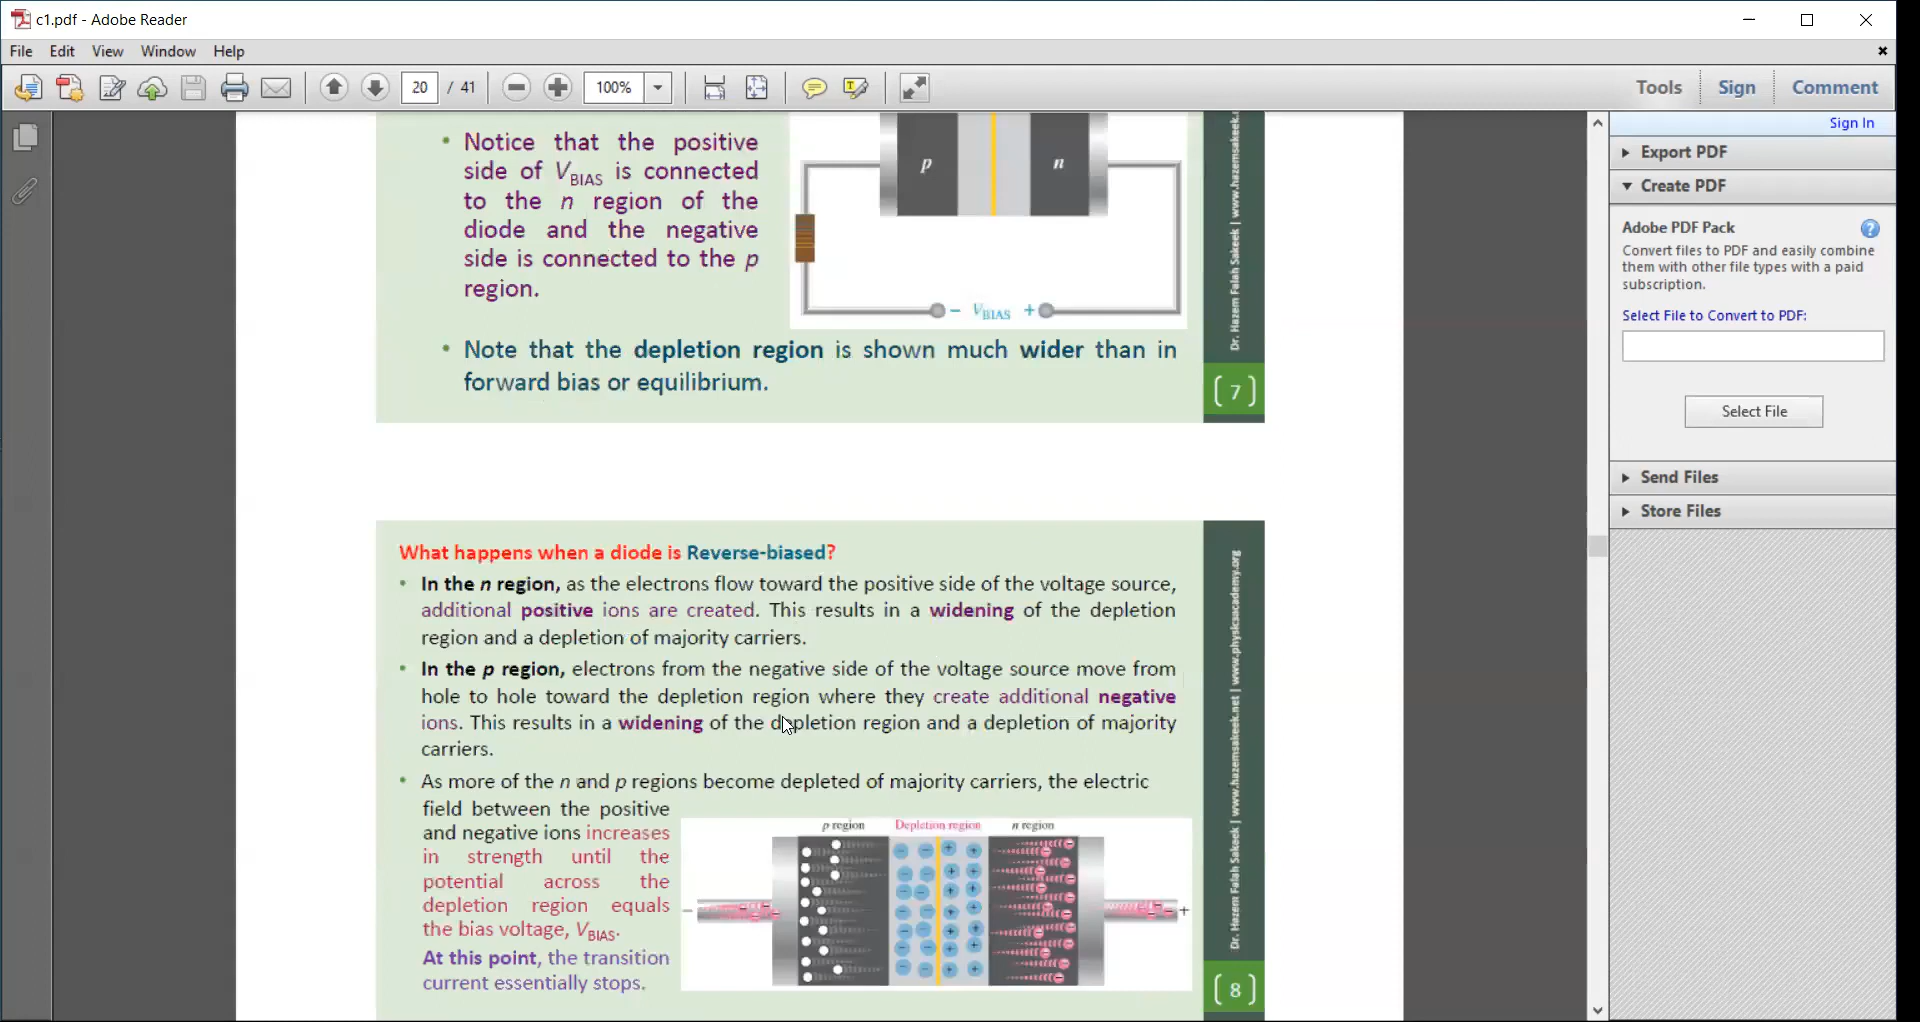 c1.pdf - Adobe Reader
File Edit View Window Help
20 / 41 100% Tools Sign Comment
Sign In
Export PDF
Create PDF
Adobe PDF Pack
Convert files to PDF and easily combine
them with other file types with a paid
subscription.
Select File to Convert to PDF:
Select File
Send Files
Store Files
• Notice that the positive
side of VBIAS is connected
to the n region of the
diode and the negative
side is connected to the p
region.
p n
− VBIAS +
• Note that the depletion region is shown much wider than in
forward bias or equilibrium.
Dr. Hazem Falah Sakeek | www.hazemsakeek.
[ 7 ]
What happens when a diode is Reverse-biased?
• In the n region, as the electrons flow toward the positive side of the voltage source,
additional positive ions are created. This results in a widening of the depletion
region and a depletion of majority carriers.
• In the p region, electrons from the negative side of the voltage source move from
hole to hole toward the depletion region where they create additional negative
ions. This results in a widening of the depletion region and a depletion of majority
carriers.
• As more of the n and p regions become depleted of majority carriers, the electric
field between the positive
and negative ions increases
in strength until the
potential across the
depletion region equals
the bias voltage, VBIAS.
At this point, the transition
current essentially stops.
p region Depletion region n region
− +
Dr. Hazem Falah Sakeek | www.hazemsakeek.net | www.physicsacademy.org
[ 8 ]